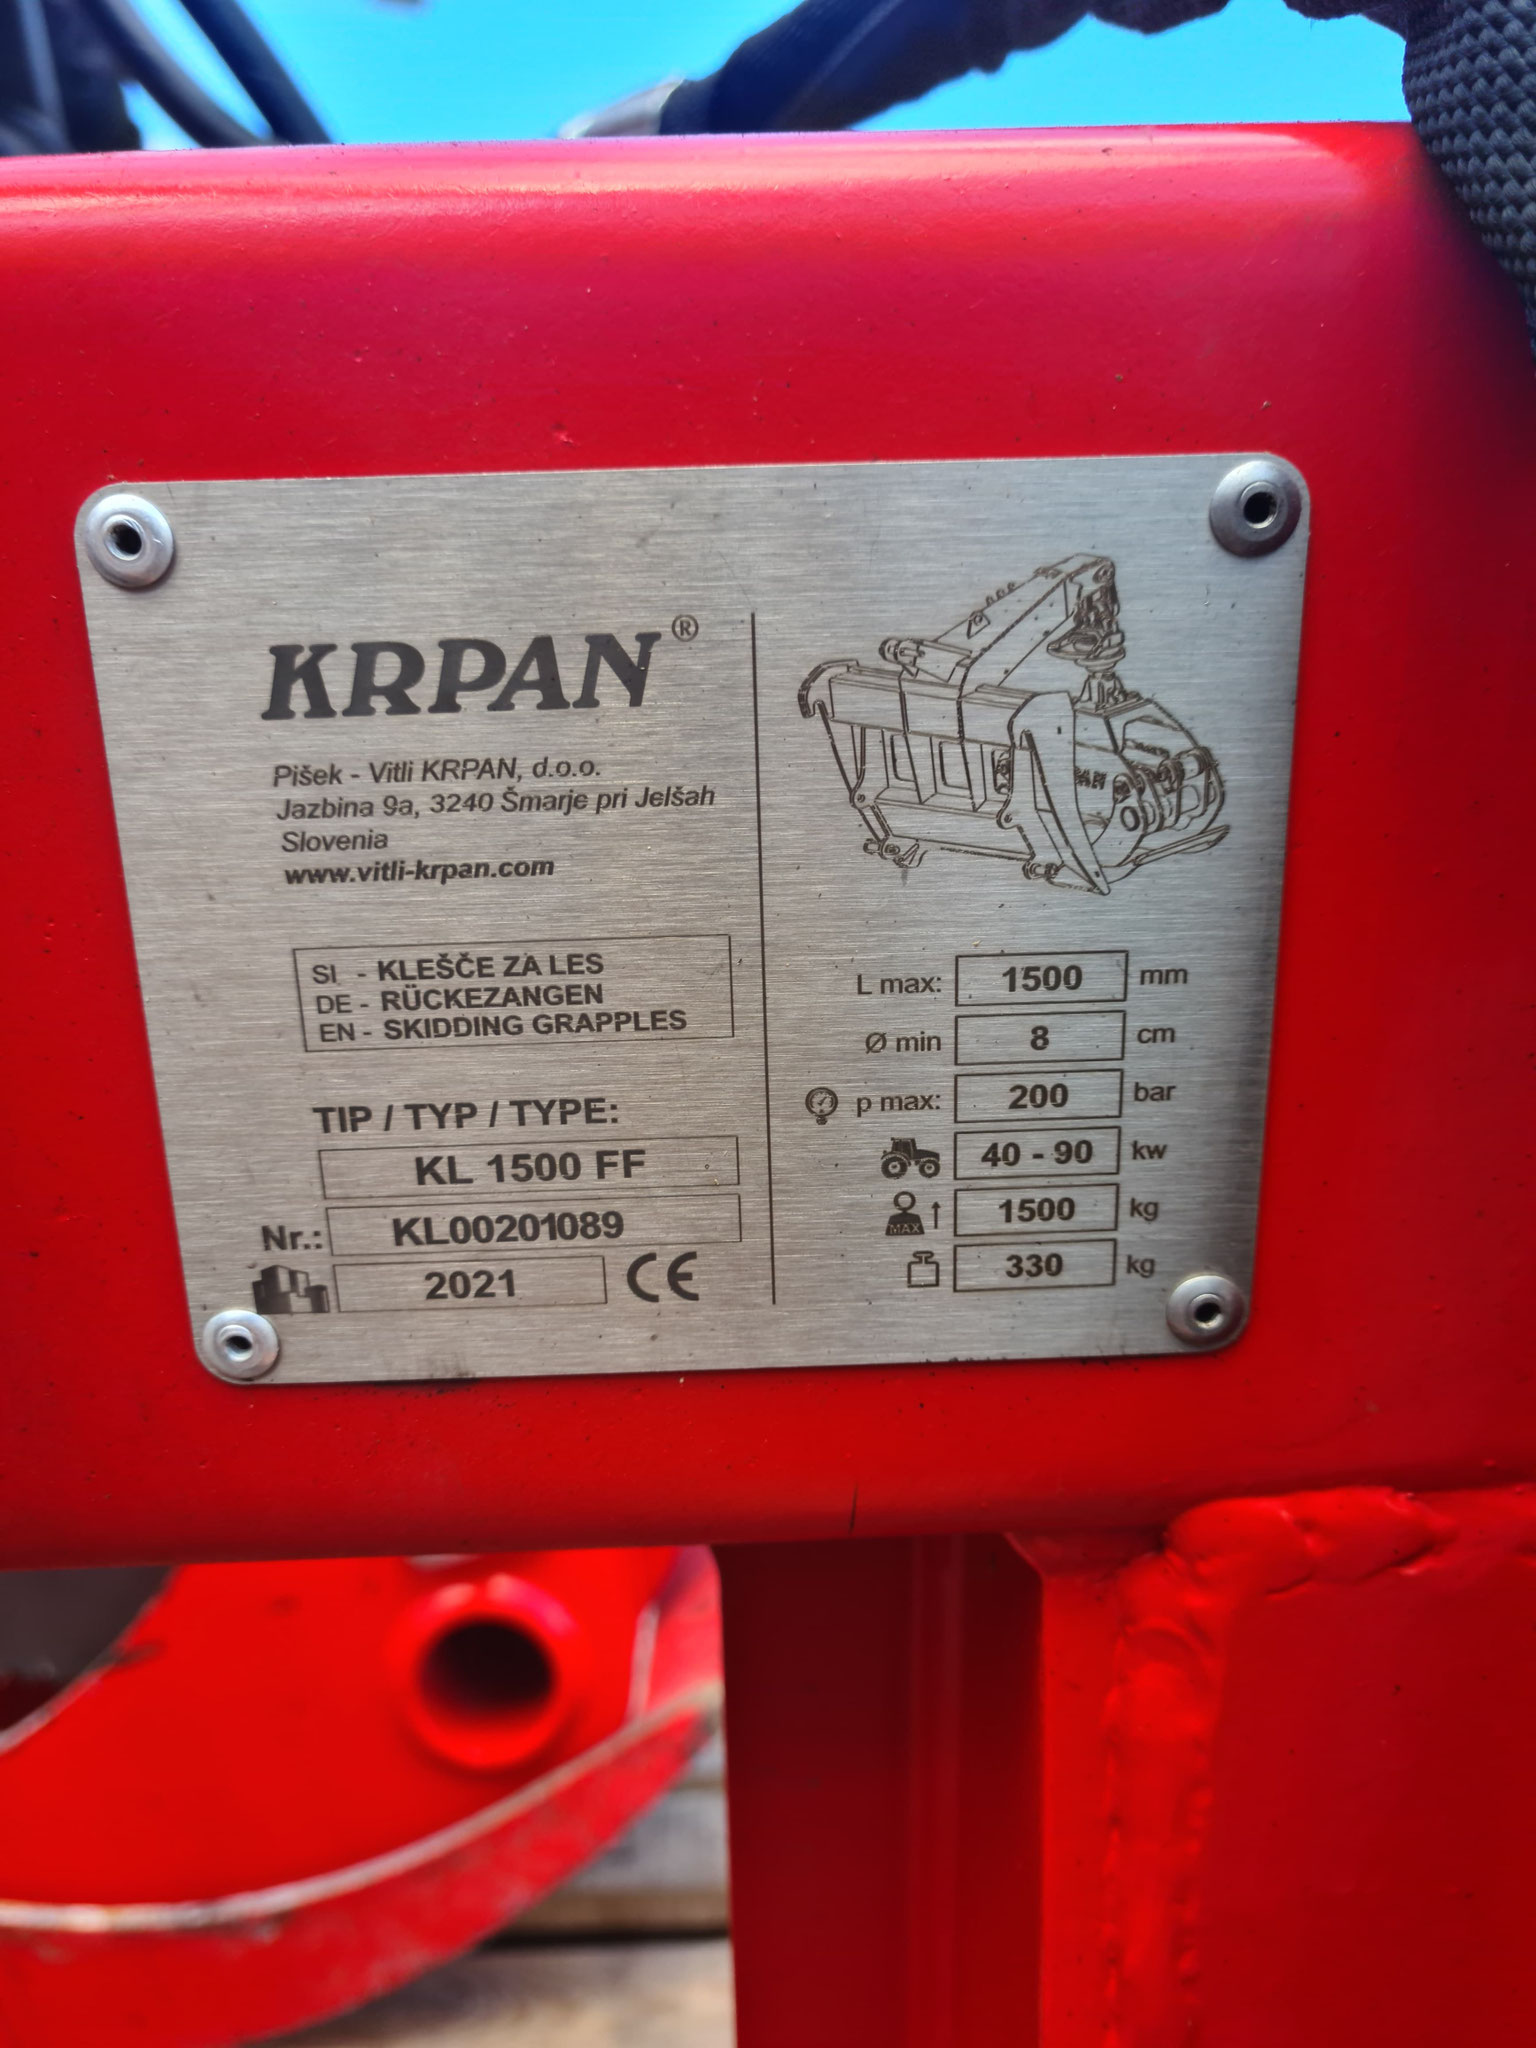 KRPAN®
Pišek - Vitli KRPAN, d.o.o.
Jazbina 9a, 3240 Šmarje pri Jelšah
Slovenia
www.vitli-krpan.com
SI - KLEŠČE ZA LES
DE - RÜCKEZANGEN
EN - SKIDDING GRAPPLES
TIP / TYP / TYPE:
KL 1500 FF
Nr.: KL00201089
2021 CE
L max: 1500 mm
Ø min 8 cm
p max: 200 bar
40 - 90 kw
MAX 1500 kg
330 kg